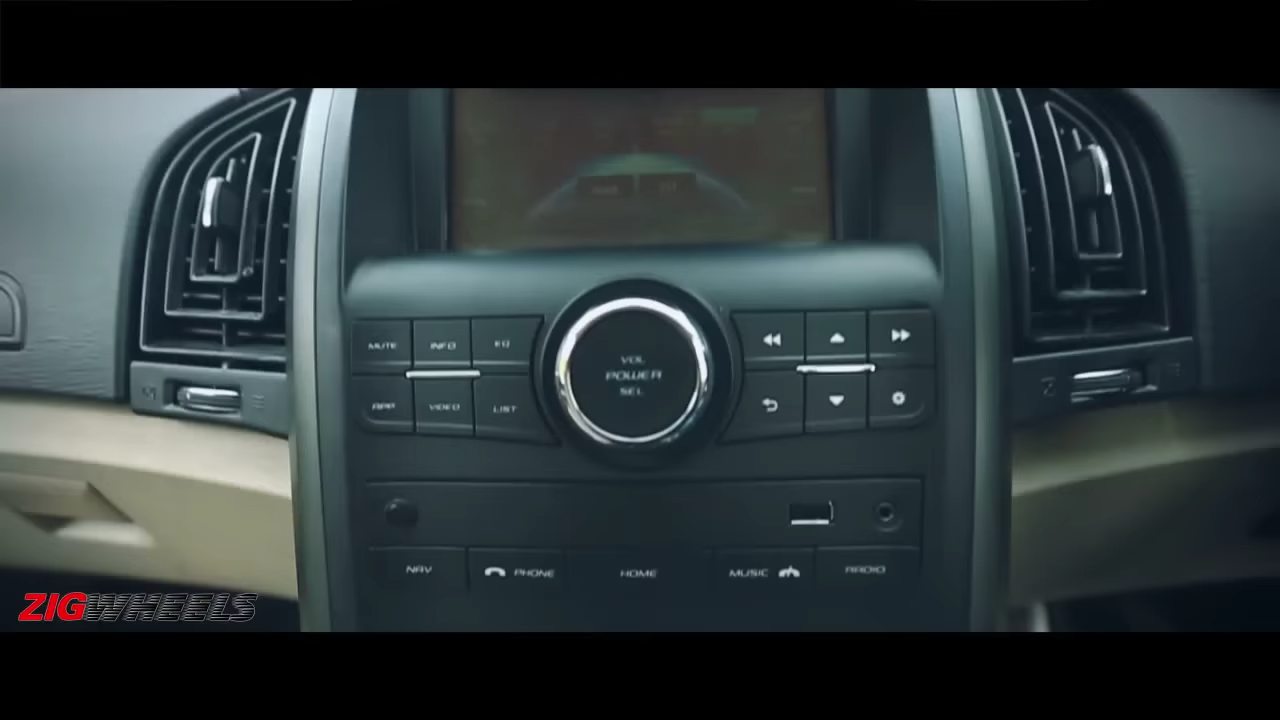 MUTE INFO EQ
VOL
POWER
SEL
APP VIDEO LIST
NAV PHONE HOME MUSIC RADIO
ZIGWHEELS